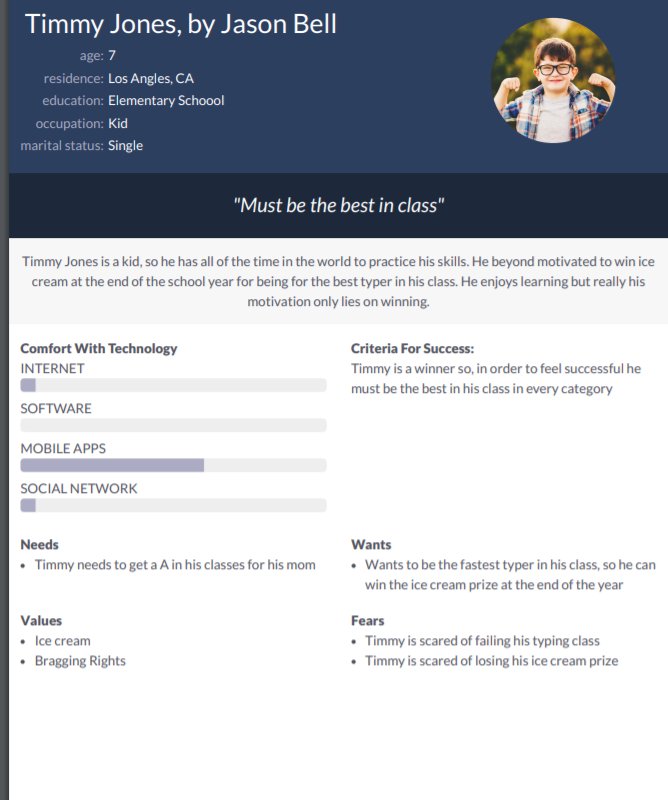 Timmy Jones, by Jason Bell
age: 7
residence: Los Angles, CA
education: Elementary Schoool
occupation: Kid
marital status: Single
"Must be the best in class"
Timmy Jones is a kid, so he has all of the time in the world to practice his skills. He beyond motivated to win ice
cream at the end of the school year for being for the best typer in his class. He enjoys learning but really his
motivation only lies on winning.
Comfort With Technology
INTERNET
SOFTWARE
MOBILE APPS
SOCIAL NETWORK
Criteria For Success:
Timmy is a winner so, in order to feel successful he
must be the best in his class in every category
Needs
• Timmy needs to get a A in his classes for his mom
Wants
• Wants to be the fastest typer in his class, so he can
win the ice cream prize at the end of the year
Values
• Ice cream
• Bragging Rights
Fears
• Timmy is scared of failing his typing class
• Timmy is scared of losing his ice cream prize